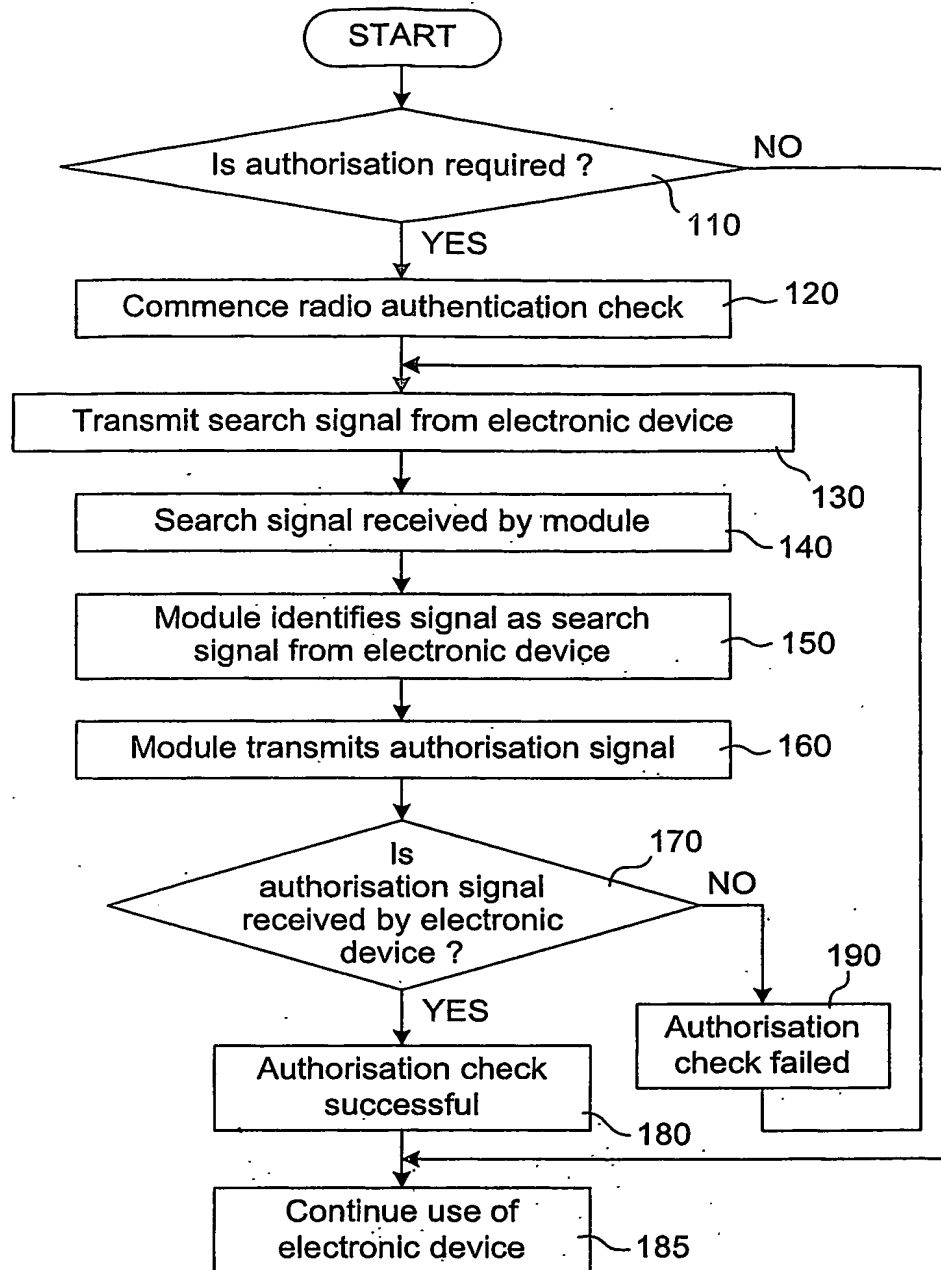 START
Is authorisation required ?
NO
110
YES
Commence radio authentication check
120
Transmit search signal from electronic device
130
Search signal received by module
140
Module identifies signal as search
signal from electronic device
150
Module transmits authorisation signal
160
Is
authorisation signal
received by electronic
device ?
170
NO
YES
190
Authorisation
check failed
Authorisation check
successful
180
Continue use of
electronic device
185